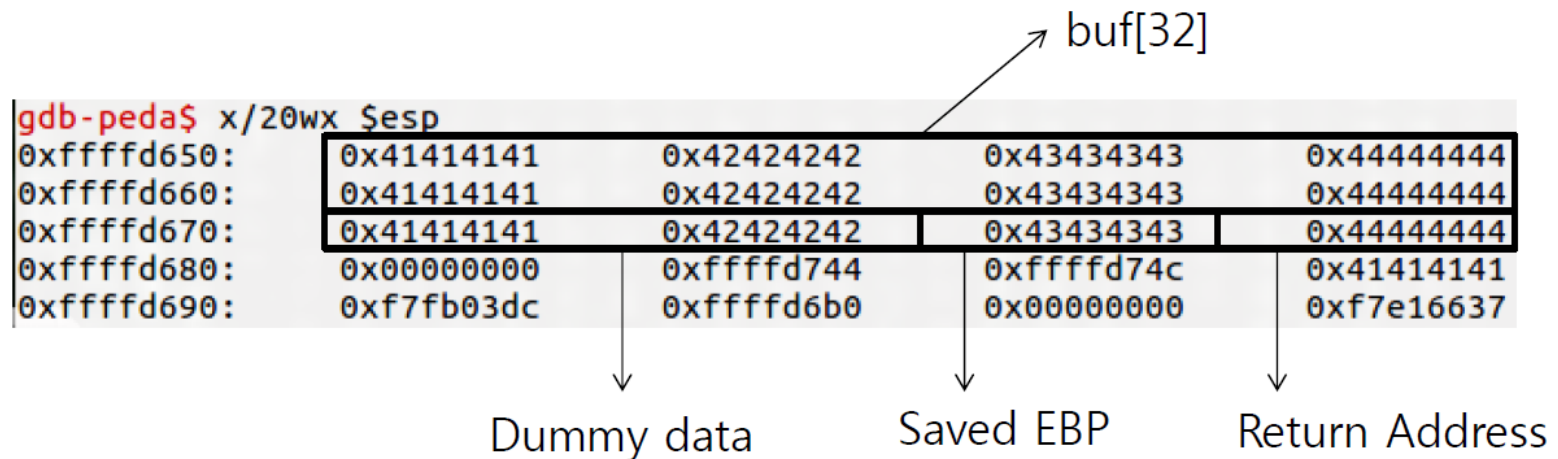 buf[32]
gdb-peda$ x/20wx $esp
0xffffd650: 0x41414141 0x42424242 0x43434343 0x44444444
0xffffd660: 0x41414141 0x42424242 0x43434343 0x44444444
0xffffd670: 0x41414141 0x42424242 0x43434343 0x44444444
0xffffd680: 0x00000000 0xffffd744 0xffffd74c 0x41414141
0xffffd690: 0xf7fb03dc 0xffffd6b0 0x00000000 0xf7e16637
Dummy data Saved EBP Return Address